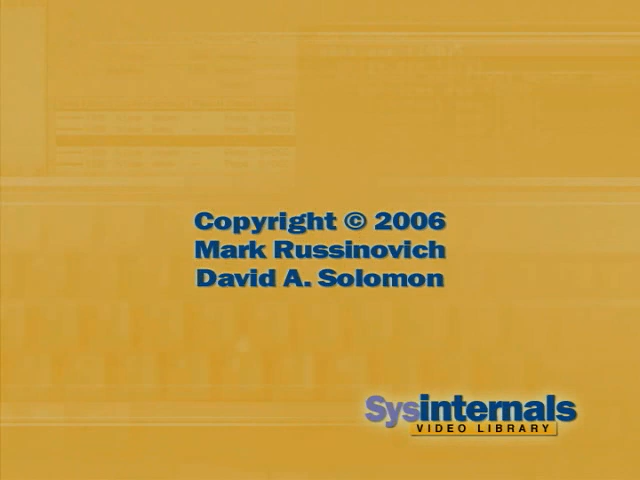 Copyright © 2006
Mark Russinovich
David A. Solomon
Sysinternals
VIDEO LIBRARY